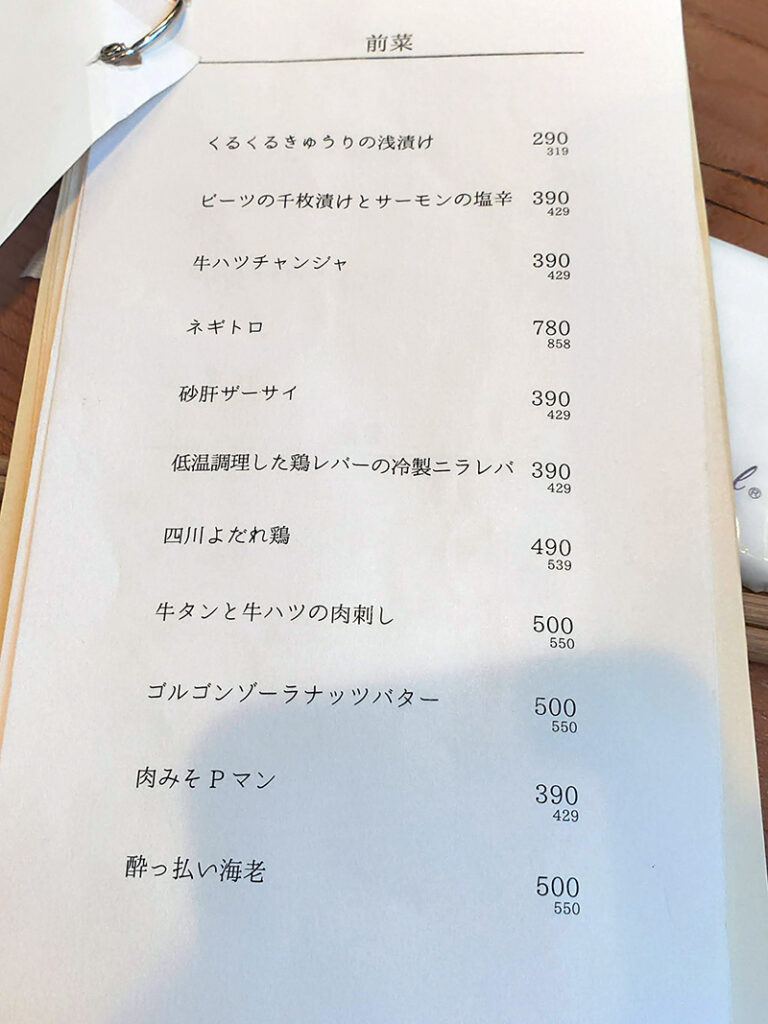 前菜
くるくるきゅうりの浅漬け 290
319
ビーツの千枚漬けとサーモンの塩辛 390
429
牛ハツチャンジャ 390
429
ネギトロ 780
858
砂肝ザーサイ 390
429
低温調理した鶏レバーの冷製ニラレバ 390
429
四川よだれ鶏 490
539
牛タンと牛ハツの肉刺し 500
550
ゴルゴンゾーラナッツバター 500
550
肉みそPマン 390
429
酔っ払い海老 500
550